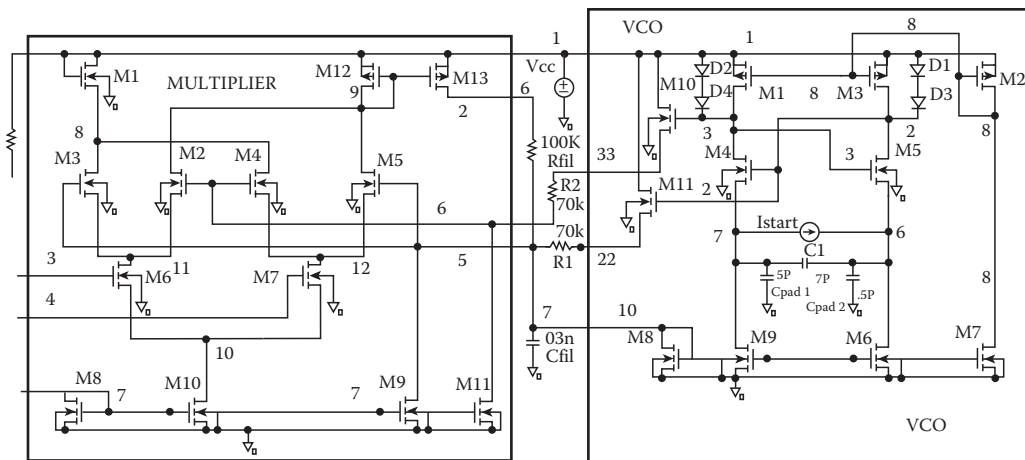 VCO
1
8
1
Vcc
M1
MULTIPLIER
M12
M13
9
2
6
D2
M10
D4
M1
8
M3
D1
D3
M2
8
100K
Rfil
3
2
8
M3
M2
M4
M5
33
M4
3
M5
R2
70k
M11
2
6
70k
R1
22
5
7
Istart
6
C1
3
M6
11
M7
12
4
5P
Cpad 1
7P
Cpad 2
.5P
8
10
7
10
03n
Cfil
M8
M9
M6
M7
M8
7
M10
7
M9
M11
VCO